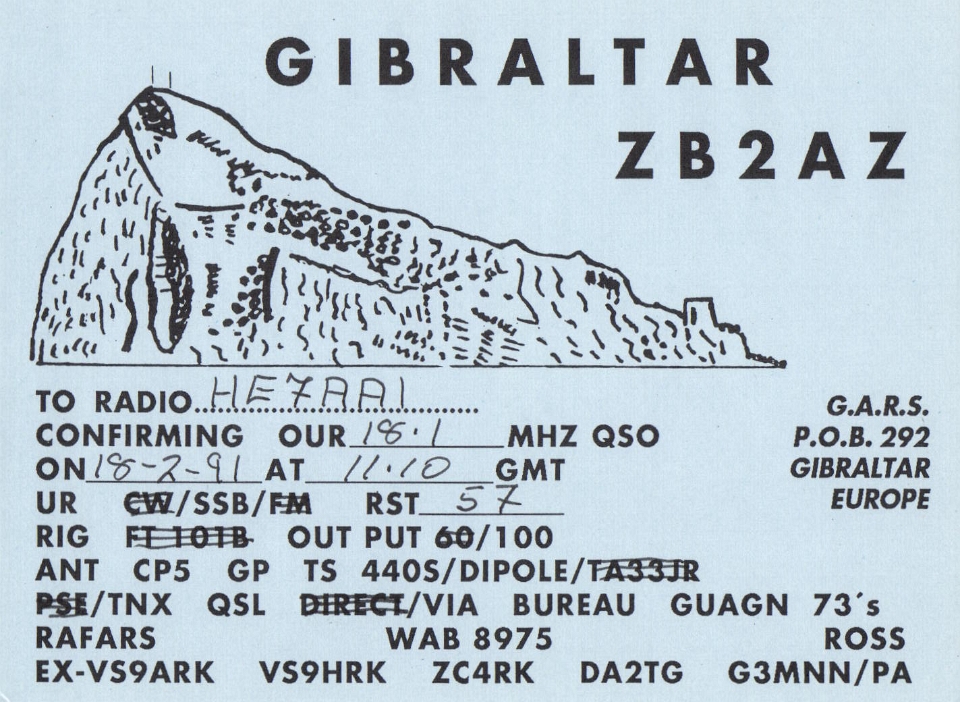 GIBRALTAR
ZB2AZ
TO RADIO HE7AAI
CONFIRMING OUR 18.1 MHZ QSO
ON 18-2-91 AT 11.10 GMT
UR CW/SSB/FM RST 57
RIG FT 101B OUT PUT 60/100
ANT CP5 GP TS 440S/DIPOLE/TA33JR
PSE/TNX QSL DIRECT/VIA BUREAU GUAGN 73´s
RAFARS WAB 8975 ROSS
EX-VS9ARK VS9HRK ZC4RK DA2TG G3MNN/PA
G.A.R.S.
P.O.B. 292
GIBRALTAR
EUROPE